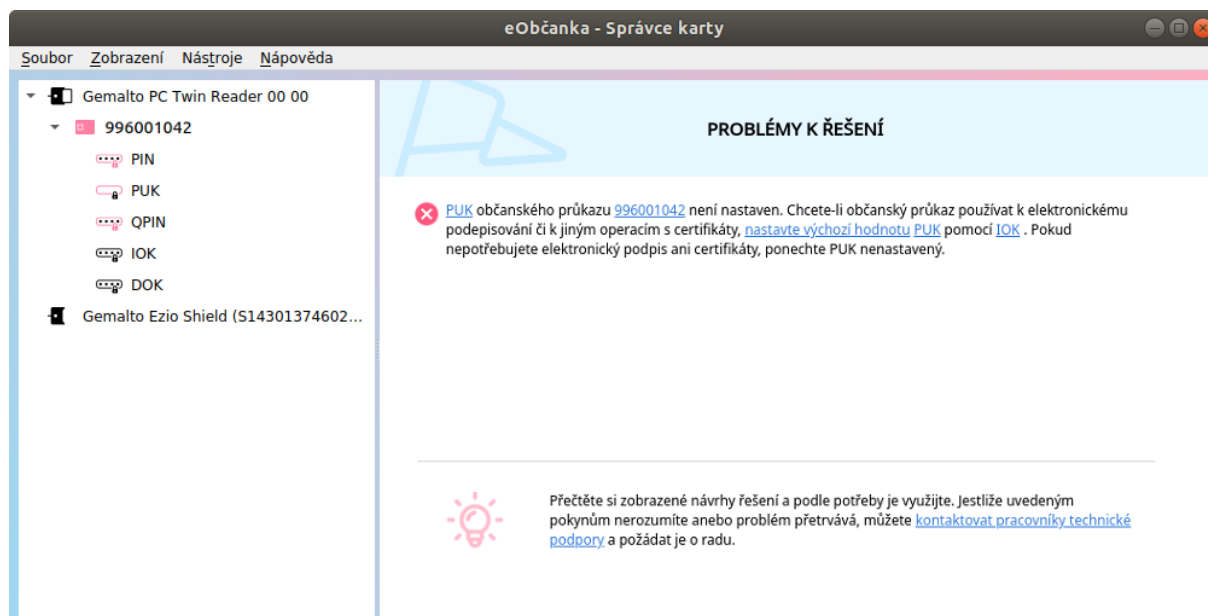 eObčanka - Správce karty
Soubor Zobrazení Nástroje Nápověda
Gemalto PC Twin Reader 00 00
996001042
PIN
PUK
QPIN
IOK
DOK
Gemalto Ezio Shield (S14301374602...
PROBLÉMY K ŘEŠENÍ
PUK občanského průkazu 996001042 není nastaven. Chcete-li občanský průkaz používat k elektronickému
podepisování či k jiným operacím s certifikáty, nastavte výchozí hodnotu PUK pomocí IOK . Pokud
nepotřebujete elektronický podpis ani certifikáty, ponechte PUK nenastavený.
Přečtěte si zobrazené návrhy řešení a podle potřeby je využijte. Jestliže uvedeným
pokynům nerozumíte anebo problém přetrvává, můžete kontaktovat pracovníky technické
podpory a požádat je o radu.